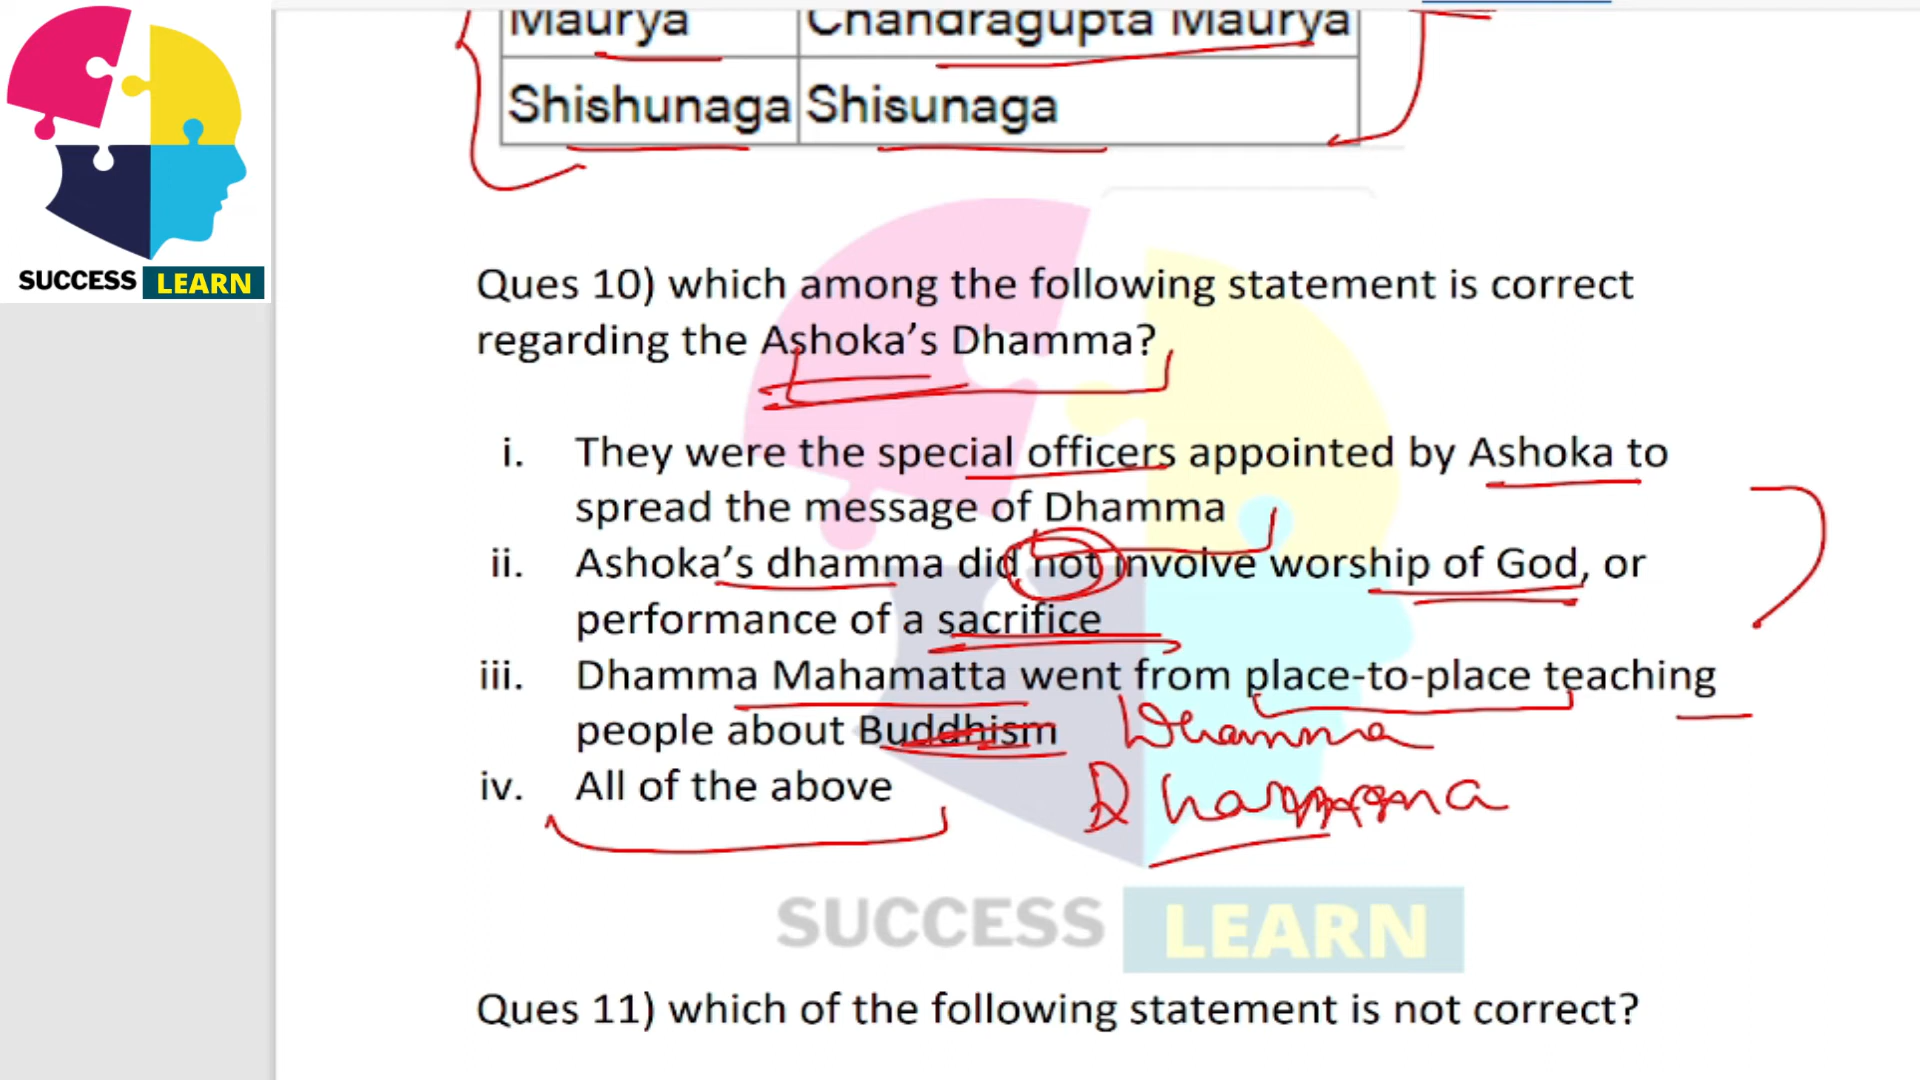 SUCCESS LEARN
Maurya Chandragupta Maurya
Shishunaga Shisunaga
Ques 10) which among the following statement is correct
regarding the Ashoka’s Dhamma?
i. They were the special officers appointed by Ashoka to
spread the message of Dhamma
ii. Ashoka’s dhamma did not involve worship of God, or
performance of a sacrifice
iii. Dhamma Mahamatta went from place-to-place teaching
people about Buddhism Dhamma
iv. All of the above
SUCCESS LEARN
Ques 11) which of the following statement is not correct?